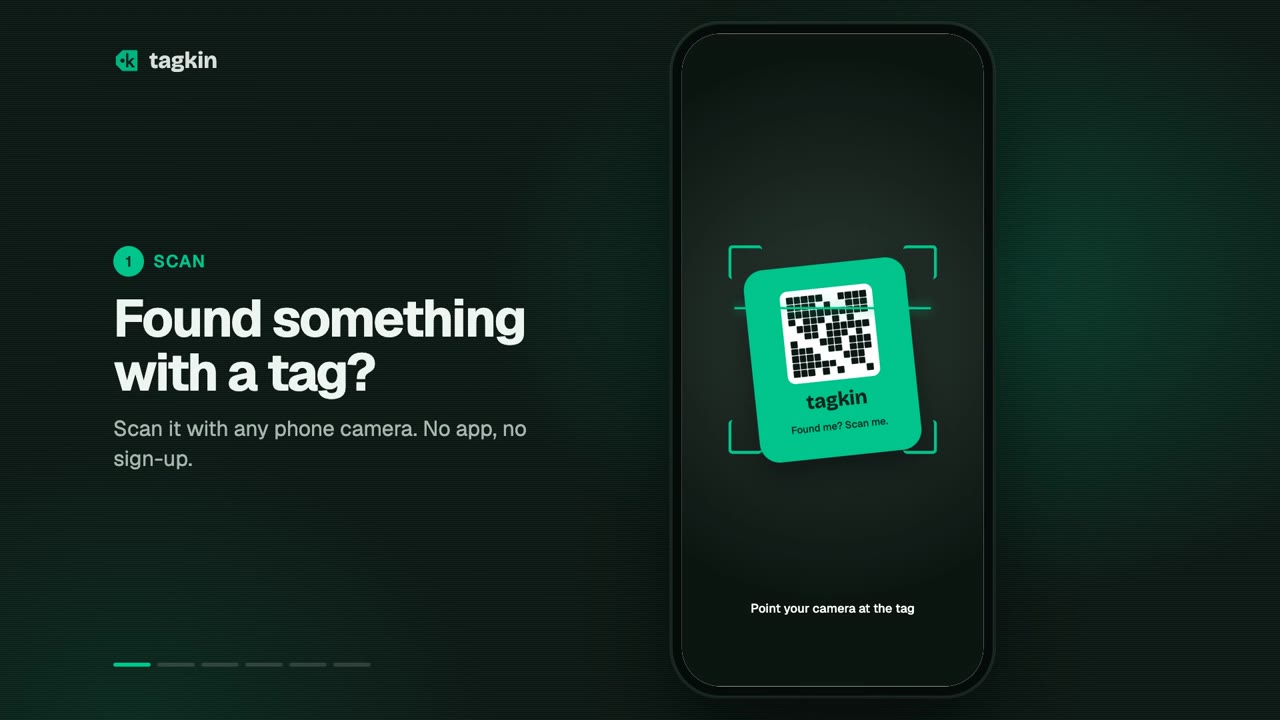 tagkin
1 SCAN
Found something
with a tag?
Scan it with any phone camera. No app, no
sign-up.
tagkin
Found me? Scan me.
Point your camera at the tag